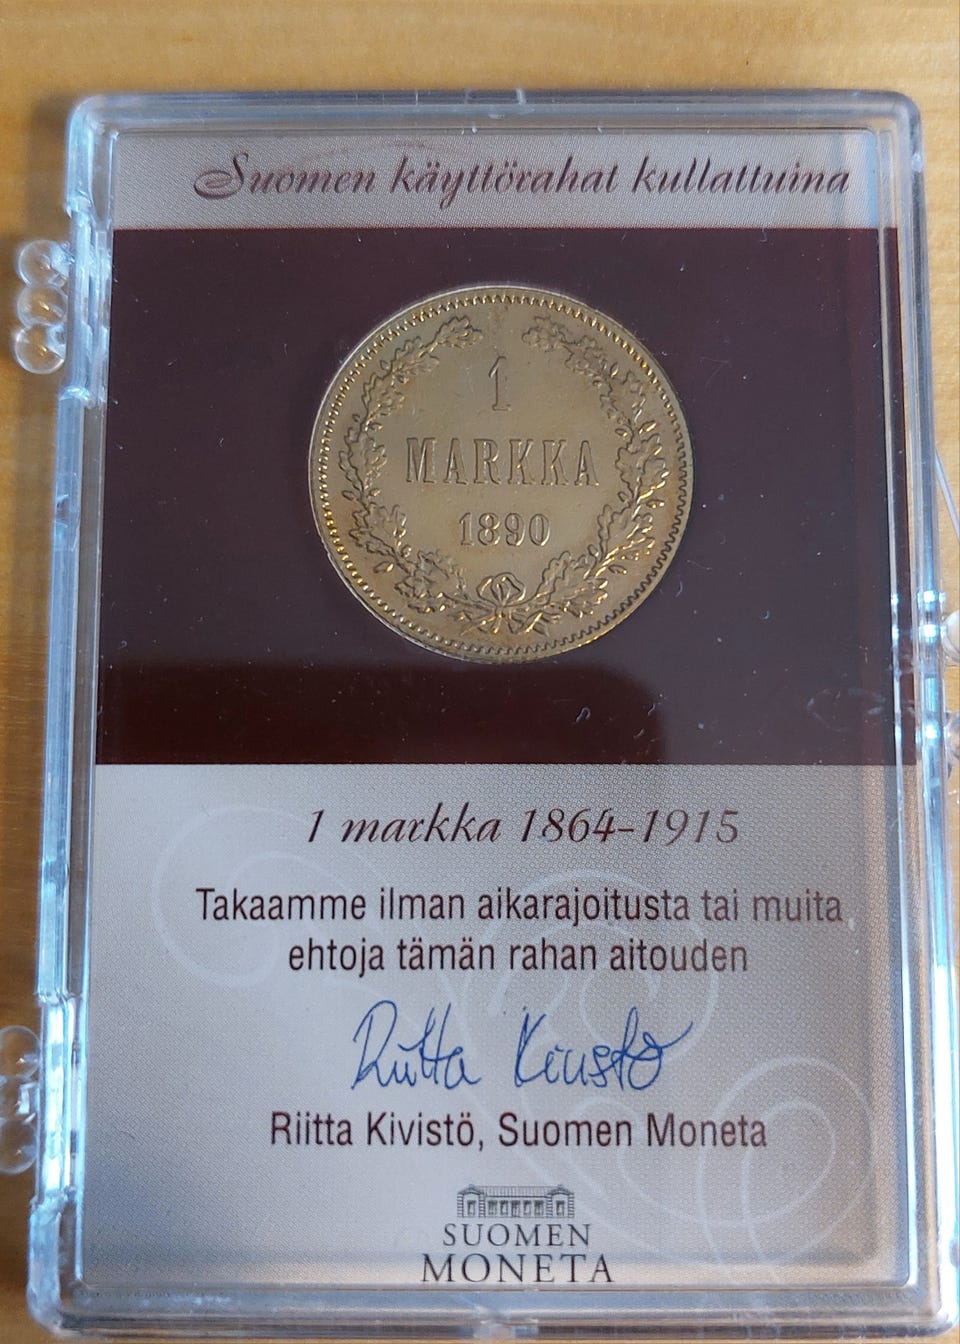 Suomen käyttörahat kullattuina
1
MARKKA
1890
1 markka 1864-1915
Takaamme ilman aikarajoitusta tai muita
ehtoja tämän rahan aitouden
Riitta Kivistö
Riitta Kivistö, Suomen Moneta
SUOMEN
MONETA